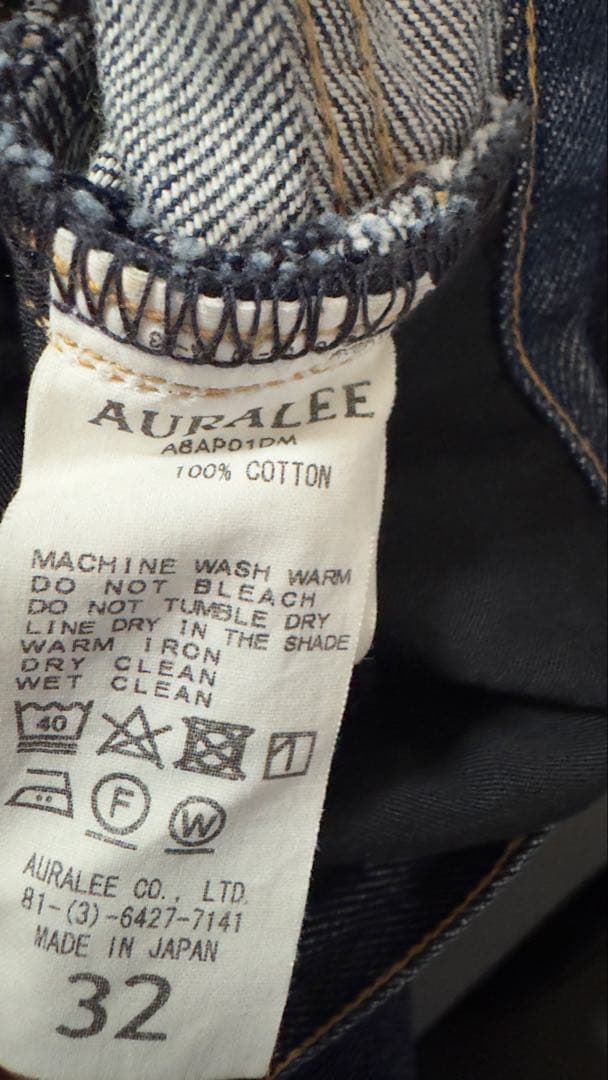 AURALEE
A8AP01DM
100% COTTON
MACHINE WASH WARM
DO NOT BLEACH
DO NOT TUMBLE DRY
LINE DRY IN THE SHADE
WARM IRON
DRY CLEAN
WET CLEAN
40
F W
AURALEE CO., LTD.
81-(3)-6427-7141
MADE IN JAPAN
32